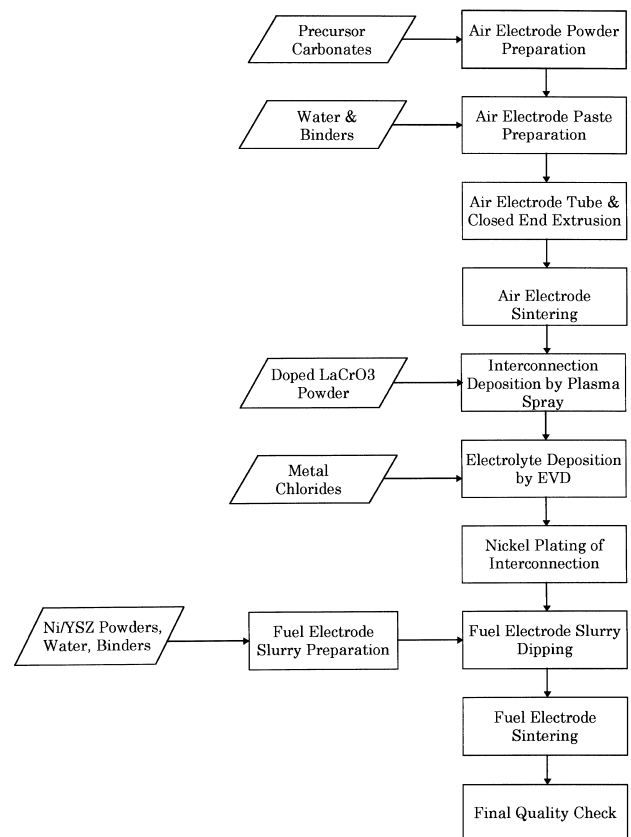 Precursor
Carbonates
Air Electrode Powder
Preparation
Water &
Binders
Air Electrode Paste
Preparation
Air Electrode Tube &
Closed End Extrusion
Air Electrode
Sintering
Doped LaCrO3
Powder
Interconnection
Deposition by Plasma
Spray
Metal
Chlorides
Electrolyte Deposition
by EVD
Nickel Plating of
Interconnection
Ni/YSZ Powders,
Water, Binders
Fuel Electrode
Slurry Preparation
Fuel Electrode Slurry
Dipping
Fuel Electrode
Sintering
Final Quality Check